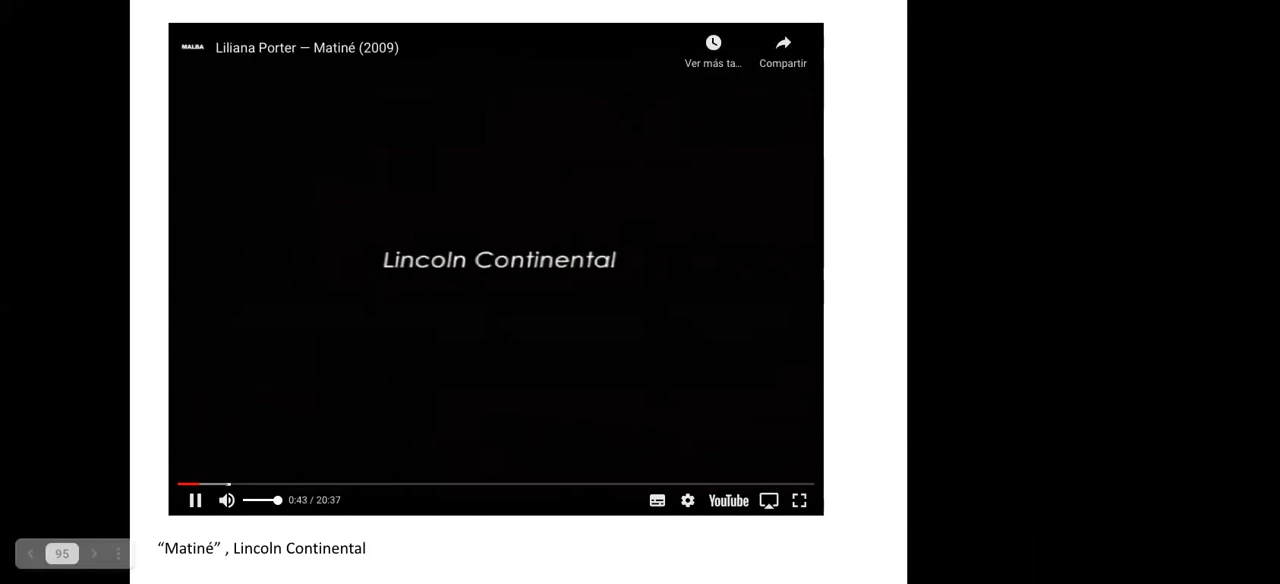 MALBA
Liliana Porter — Matiné (2009)
Ver más ta...
Compartir
Lincoln Continental
0:43 / 20:37
YouTube
“Matiné” , Lincoln Continental
95